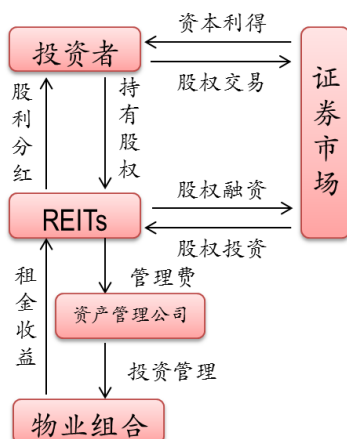 资本利得
投资者
股权交易
证券市场
股利分红
持有股权
股权融资
REITs
股权投资
管理费
租金收益
资产管理公司
投资管理
物业组合